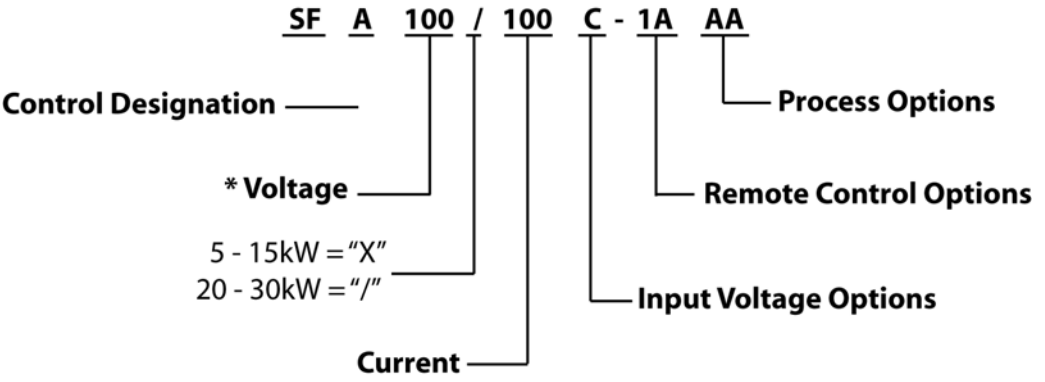 SF A 100 / 100 C - 1A AA
Control Designation
Process Options
* Voltage
Remote Control Options
5 - 15kW = “X”
20 - 30kW = “/”
Input Voltage Options
Current